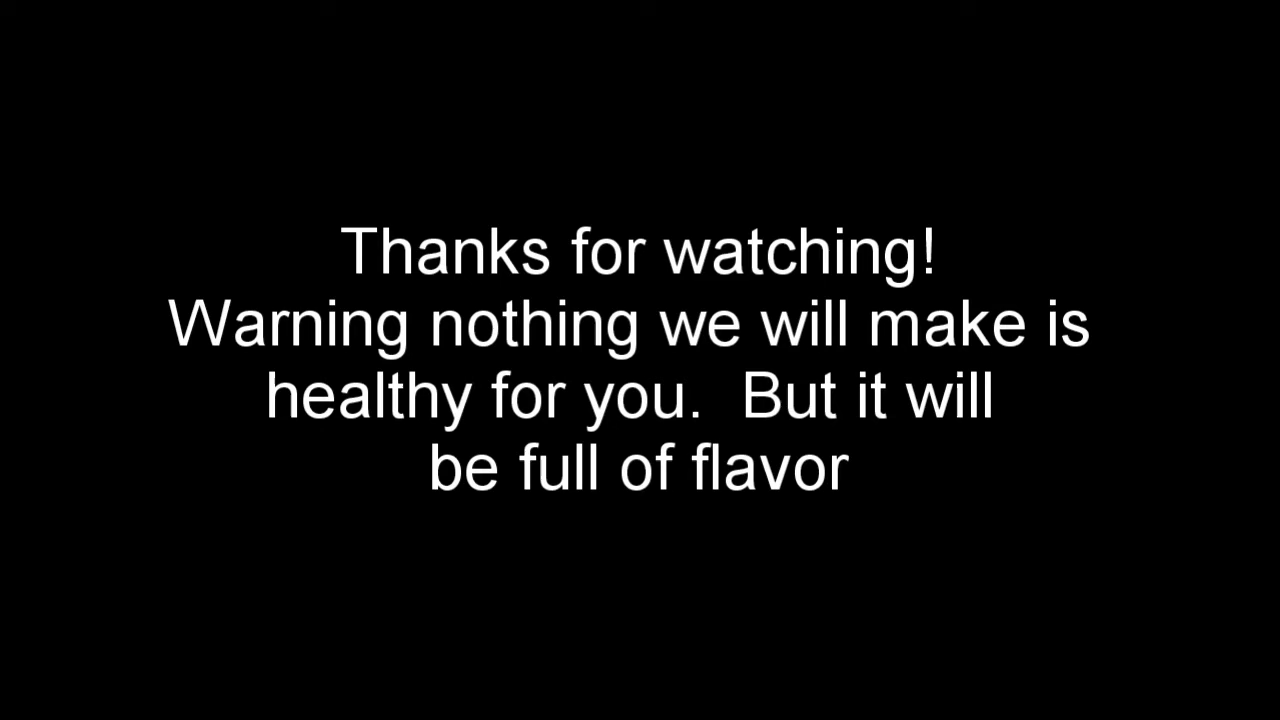 Thanks for watching!
Warning nothing we will make is
healthy for you.  But it will
be full of flavor